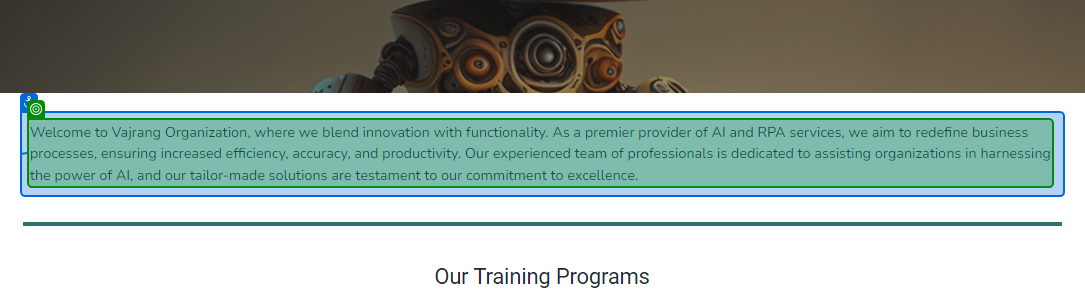 Welcome to Vajrang Organization, where we blend innovation with functionality. As a premier provider of AI and RPA services, we aim to redefine business
processes, ensuring increased efficiency, accuracy, and productivity. Our experienced team of professionals is dedicated to assisting organizations in harnessing
the power of AI, and our tailor-made solutions are testament to our commitment to excellence.
Our Training Programs